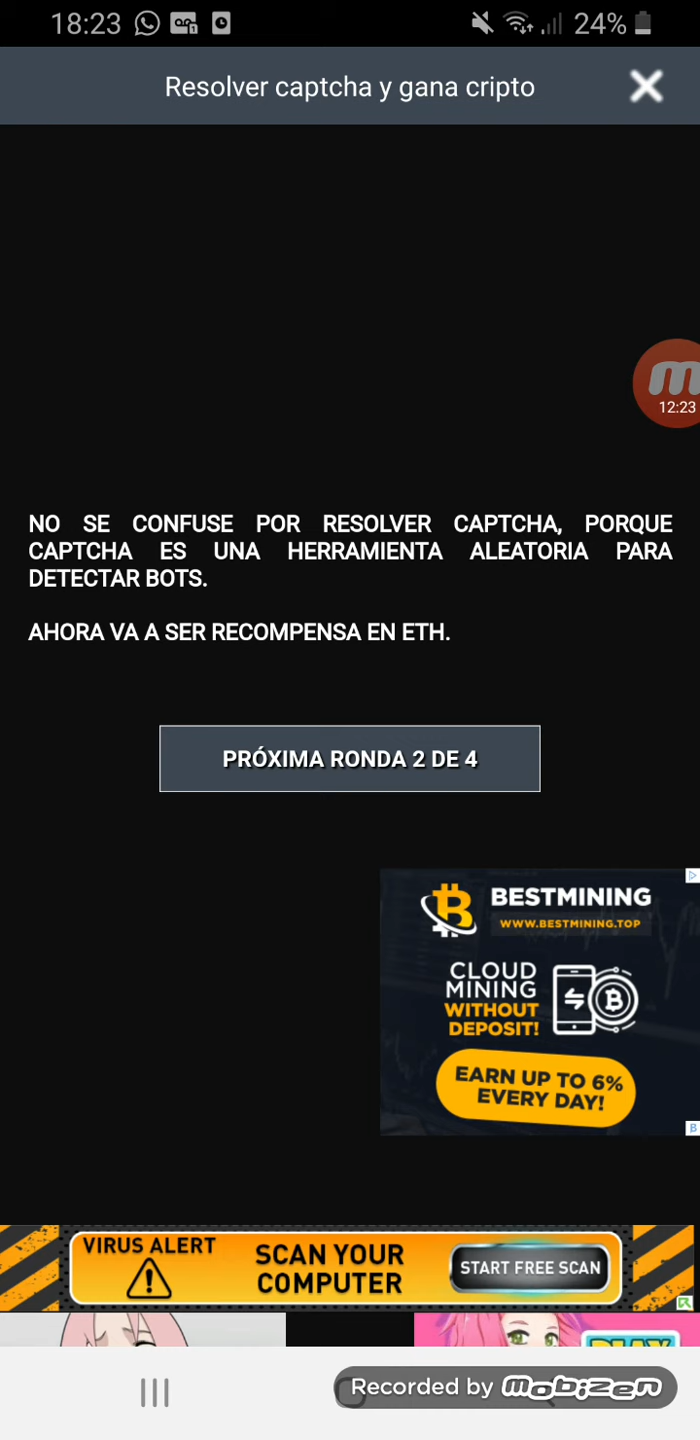 18:23
24%
Resolver captcha y gana cripto
12:23
NO SE CONFUSE POR RESOLVER CAPTCHA, PORQUE
CAPTCHA ES UNA HERRAMIENTA ALEATORIA PARA
DETECTAR BOTS.
AHORA VA A SER RECOMPENSA EN ETH.
PRÓXIMA RONDA 2 DE 4
BESTMINING
WWW.BESTMINING.TOP
CLOUD
MINING
WITHOUT
DEPOSIT!
EARN UP TO 6%
EVERY DAY!
VIRUS ALERT
SCAN YOUR
COMPUTER
START FREE SCAN
PLAY
Recorded by mobizen